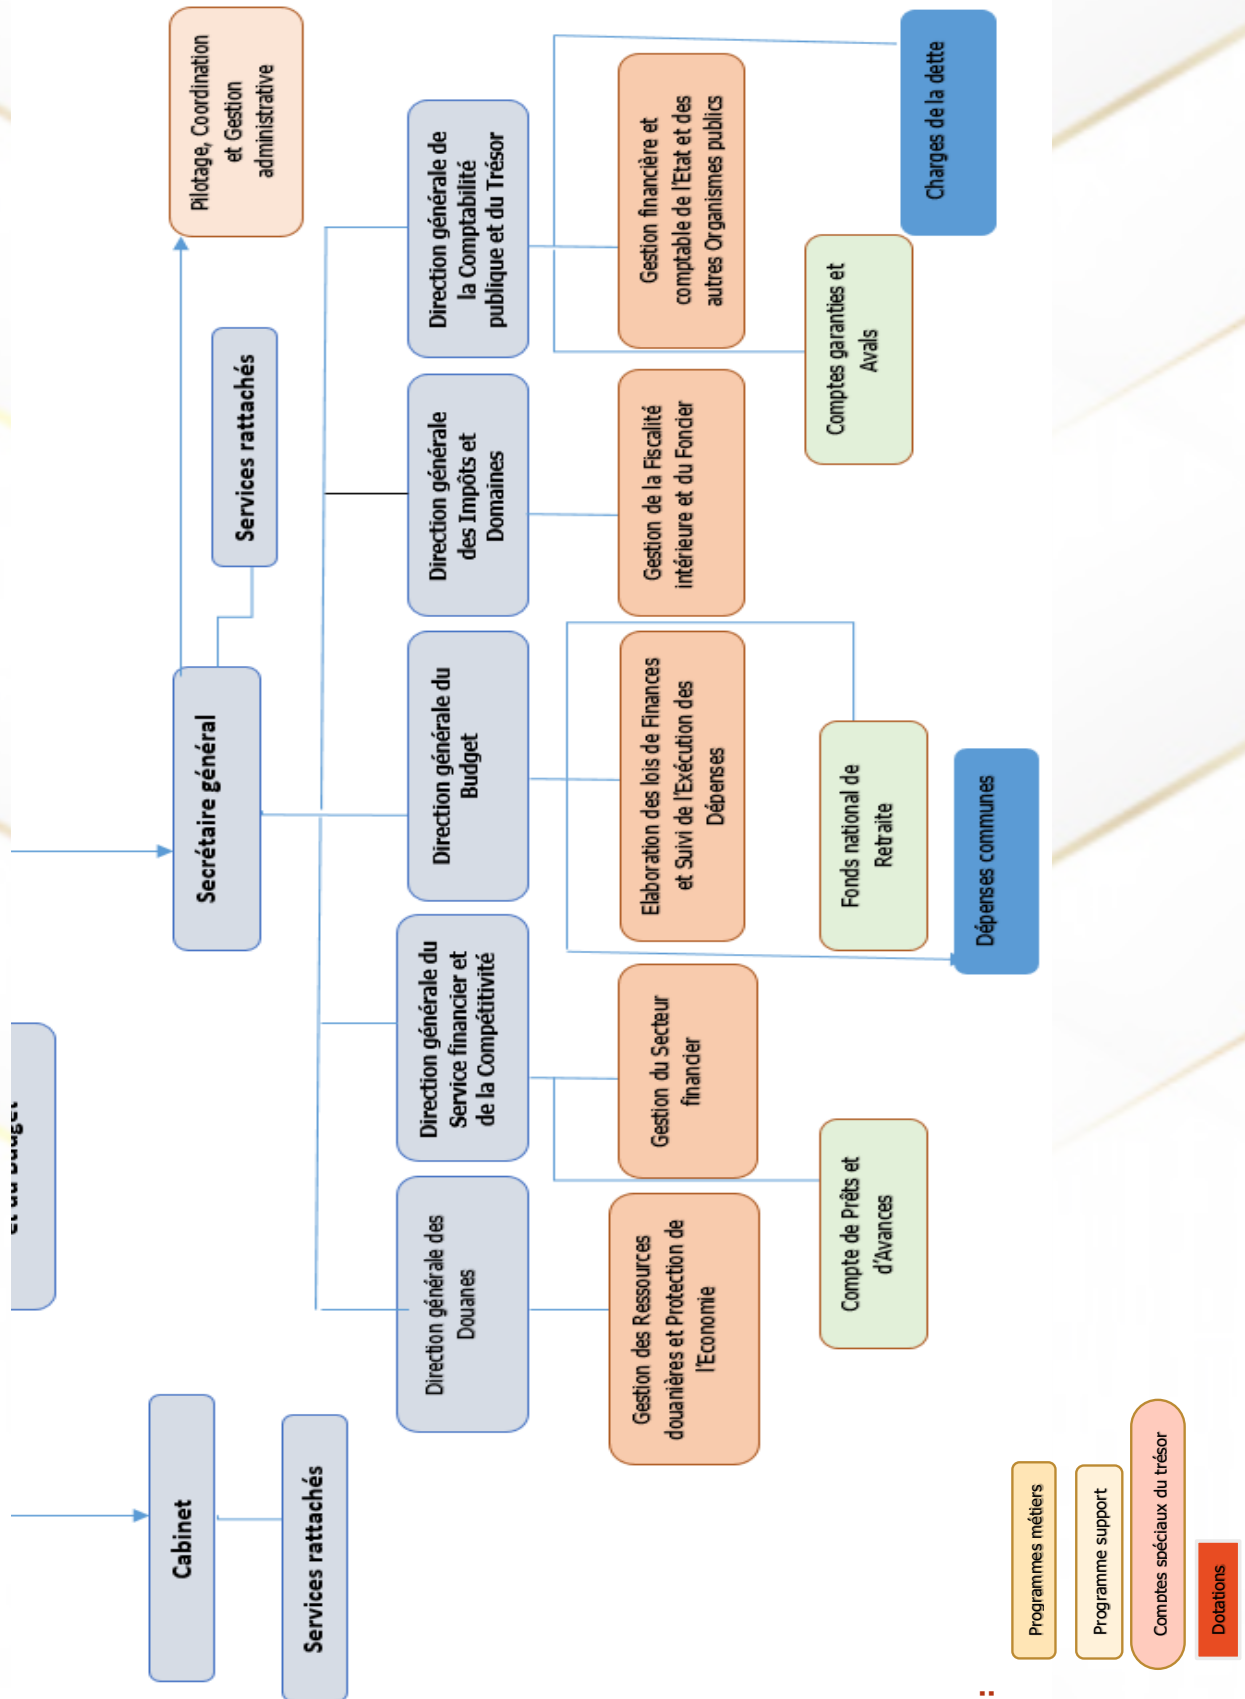 Cabinet
Secrétaire général
Pilotage, Coordination
et Gestion
administrative
Services rattachés
Services rattachés
Direction générale des
Douanes
Direction générale du
Service financier et
de la Compétitivité
Direction générale du
Budget
Direction générale
des Impôts et
Domaines
Direction générale de
la Comptabilité
publique et du Trésor
Gestion des Ressources
douanières et Protection de
l'Economie
Gestion du Secteur
financier
Elaboration des lois de Finances
et Suivi de l'Exécution des
Dépenses
Gestion de la Fiscalité
intérieure et du Foncier
Gestion financière et
comptable de l'Etat et des
autres Organismes publics
Compte de Prêts et
d'Avances
Fonds national de
Retraite
Comptes garanties et
Avals
Dépenses communes
Charges de la dette
:
Programmes métiers
Programme support
Comptes spéciaux du trésor
Dotations